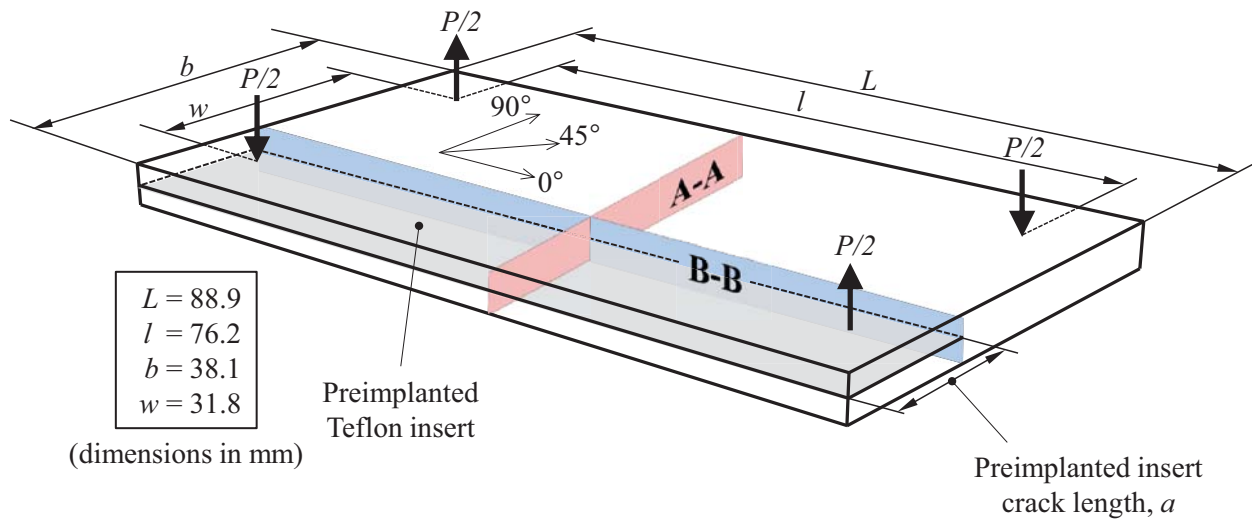 P/2
b
P/2
w
L
l
90°
45°
0°
P/2
A-A
P/2
B-B
L = 88.9
l = 76.2
b = 38.1
w = 31.8
(dimensions in mm)
Preimplanted
Teflon insert
Preimplanted insert
crack length, a